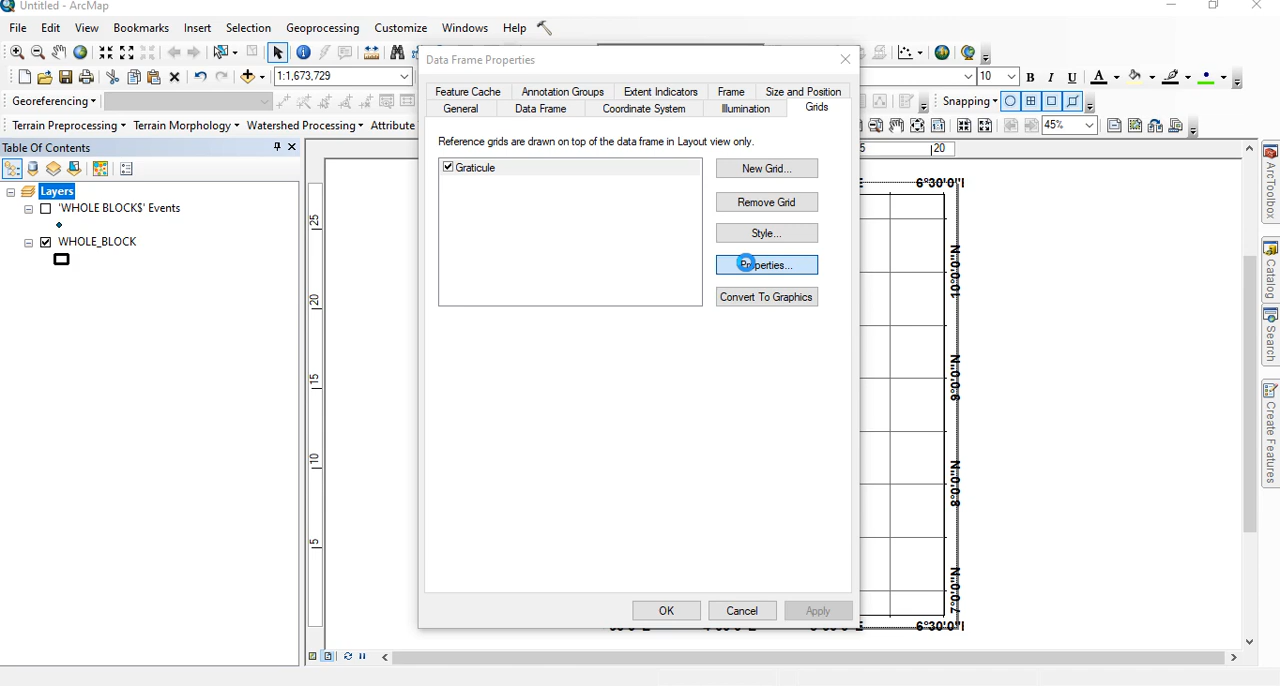 Untitled - ArcMap
File Edit View Bookmarks Insert Selection Geoprocessing Customize Windows Help
1:1,673,729
10 B I U A
Georeferencing
Snapping
Terrain Preprocessing Terrain Morphology Watershed Processing Attribute
45%
Table Of Contents
Layers
'WHOLE BLOCK$' Events
WHOLE_BLOCK
Data Frame Properties
Feature Cache Annotation Groups Extent Indicators Frame Size and Position
General Data Frame Coordinate System Illumination Grids
Reference grids are drawn on top of the data frame in Layout view only.
Graticule
New Grid...
Remove Grid
Style...
Properties...
Convert To Graphics
OK Cancel Apply
25
20
15
10
5
5 20
6°30'0"
10°0'0"N
9°0'0"N
8°0'0"N
7°0'0"N
6°30'0"
ArcToolbox
Catalog
Search
Create Features